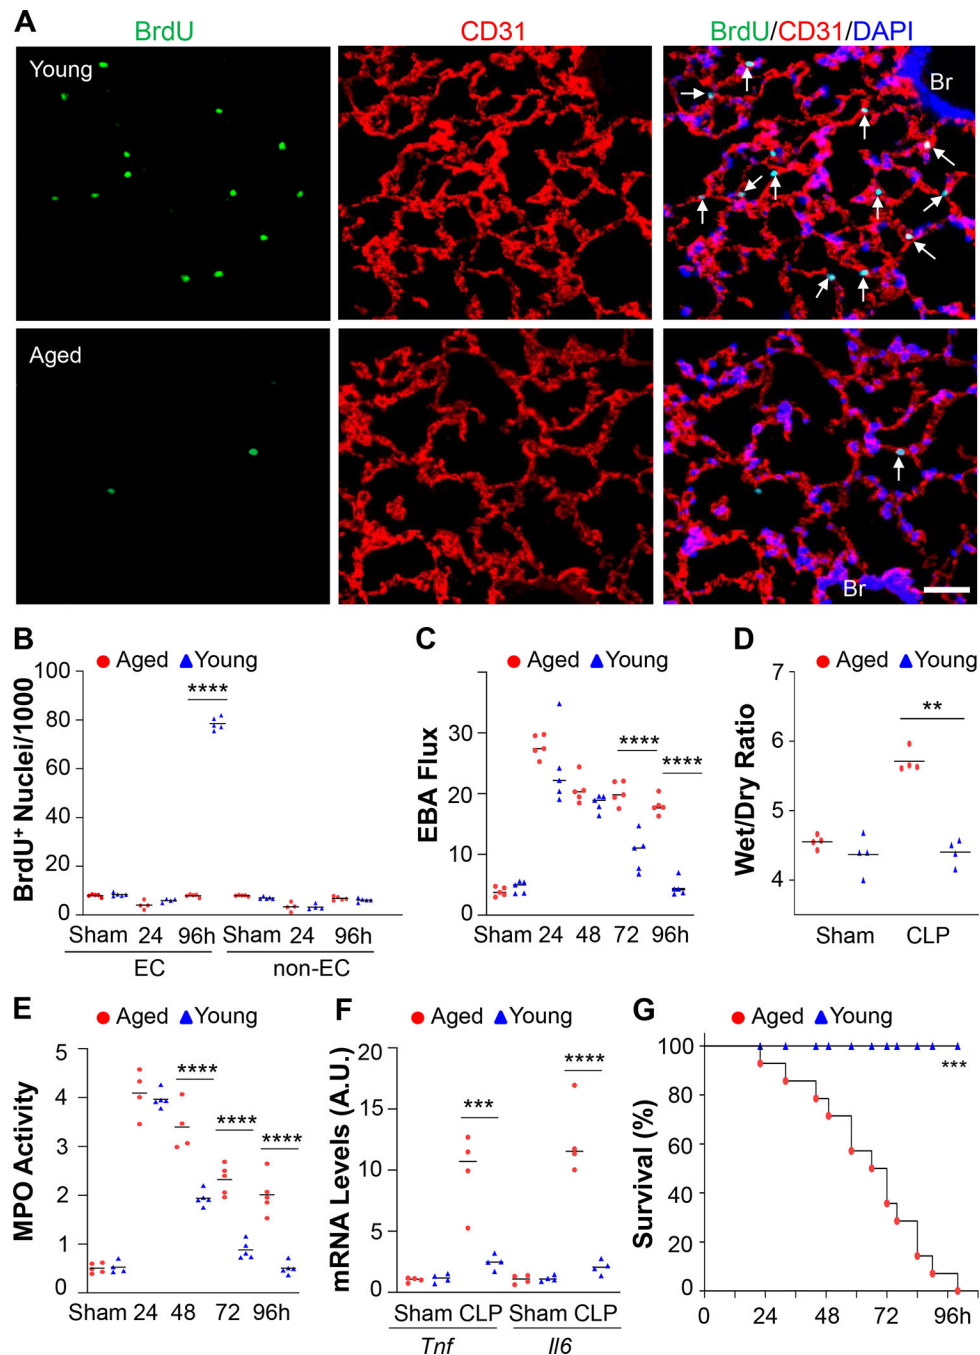 A
BrdU
CD31
BrdU/CD31/DAPI
Young
Br
Aged
Br
B
Aged Young
BrdU⁺ Nuclei/1000
100
80
60
40
20
0
****
Sham 24 96h Sham 24 96h
EC non-EC
C
Aged Young
EBA Flux
30
20
10
0
**** ****
Sham 24 48 72 96h
D
Aged Young
Wet/Dry Ratio
7
6
5
4
**
Sham CLP
E
Aged Young
MPO Activity
5
4
3
2
1
0
**** **** ****
Sham 24 48 72 96h
F
Aged Young
mRNA Levels (A.U.)
20
15
10
5
0
*** ****
Sham CLP Sham CLP
Tnf Il6
G
Aged Young
Survival (%)
100
80
60
40
20
0
***
0 24 48 72 96h